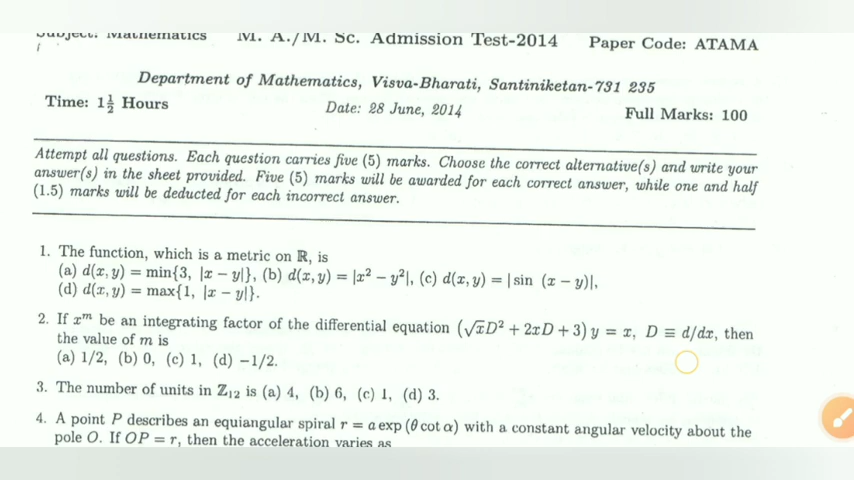 Subject: Mathematics M. A./M. Sc. Admission Test-2014 Paper Code: ATAMA
Department of Mathematics, Visva-Bharati, Santiniketan-731 235
Time: 1½ Hours Date: 28 June, 2014 Full Marks: 100
Attempt all questions. Each question carries five (5) marks. Choose the correct alternative(s) and write your
answer(s) in the sheet provided. Five (5) marks will be awarded for each correct answer, while one and half
(1.5) marks will be deducted for each incorrect answer.
1. The function, which is a metric on ℝ, is
(a) d(x, y) = min{3, |x − y|}, (b) d(x, y) = |x² − y²|, (c) d(x, y) = | sin (x − y)|,
(d) d(x, y) = max{1, |x − y|}.
2. If xᵐ be an integrating factor of the differential equation (√xD² + 2xD + 3) y = x, D ≡ d/dx, then
the value of m is
(a) 1/2, (b) 0, (c) 1, (d) −1/2.
3. The number of units in ℤ₁₂ is (a) 4, (b) 6, (c) 1, (d) 3.
4. A point P describes an equiangular spiral r = a exp (θ cot α) with a constant angular velocity about the
pole O. If OP = r, then the acceleration varies as